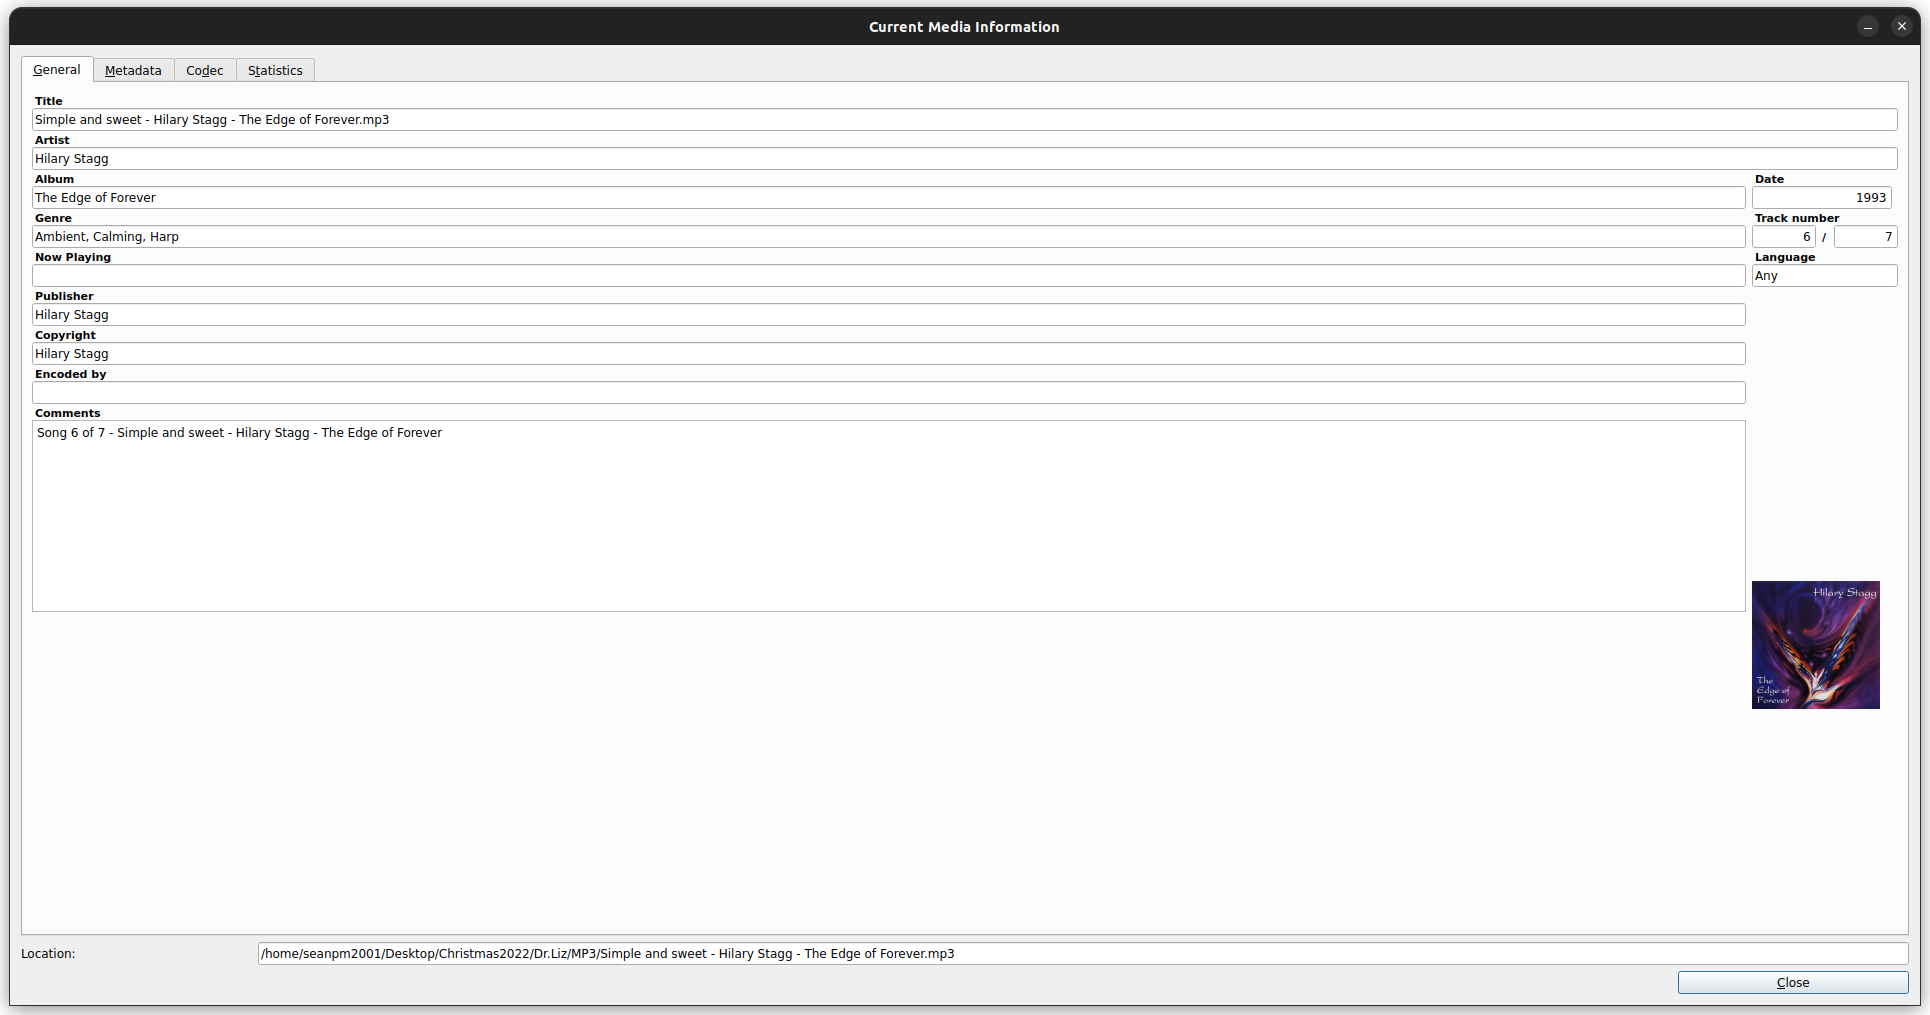 Current Media Information
General Metadata Codec Statistics
Title
Simple and sweet - Hilary Stagg - The Edge of Forever.mp3
Artist
Hilary Stagg
Album Date
The Edge of Forever 1993
Genre Track number
Ambient, Calming, Harp 6 / 7
Now Playing Language
Any
Publisher
Hilary Stagg
Copyright
Hilary Stagg
Encoded by
Comments
Song 6 of 7 - Simple and sweet - Hilary Stagg - The Edge of Forever
Hilary Stagg
The
Edge of
Forever
Location: /home/seanpm2001/Desktop/Christmas2022/Dr.Liz/MP3/Simple and sweet - Hilary Stagg - The Edge of Forever.mp3
Close